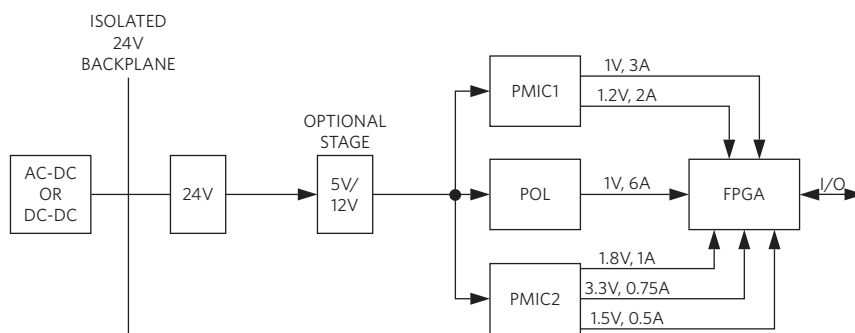 ISOLATED
24V
BACKPLANE
AC-DC
OR
DC-DC
24V
OPTIONAL
STAGE
5V/
12V
PMIC1
1V, 3A
1.2V, 2A
POL
1V, 6A
FPGA
I/O
PMIC2
1.8V, 1A
3.3V, 0.75A
1.5V, 0.5A